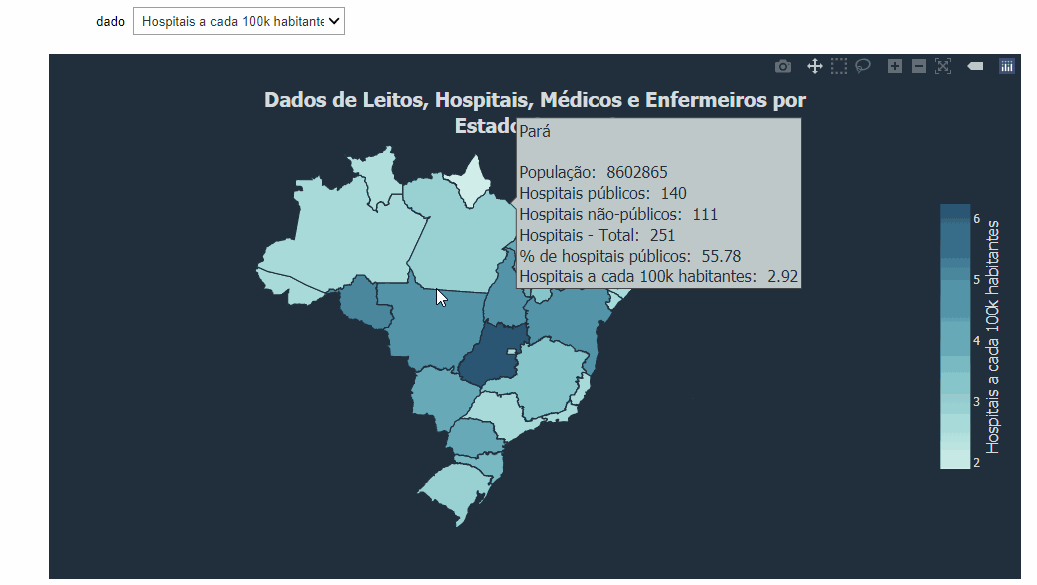 dado
Hospitais a cada 100k habitante
Dados de Leitos, Hospitais, Médicos e Enfermeiros por
Estado
Pará
População: 8602865
Hospitais públicos: 140
Hospitais não-públicos: 111
Hospitais - Total: 251
% de hospitais públicos: 55.78
Hospitais a cada 100k habitantes: 2.92
6
5
4
3
2
Hospitais a cada 100k habitantes